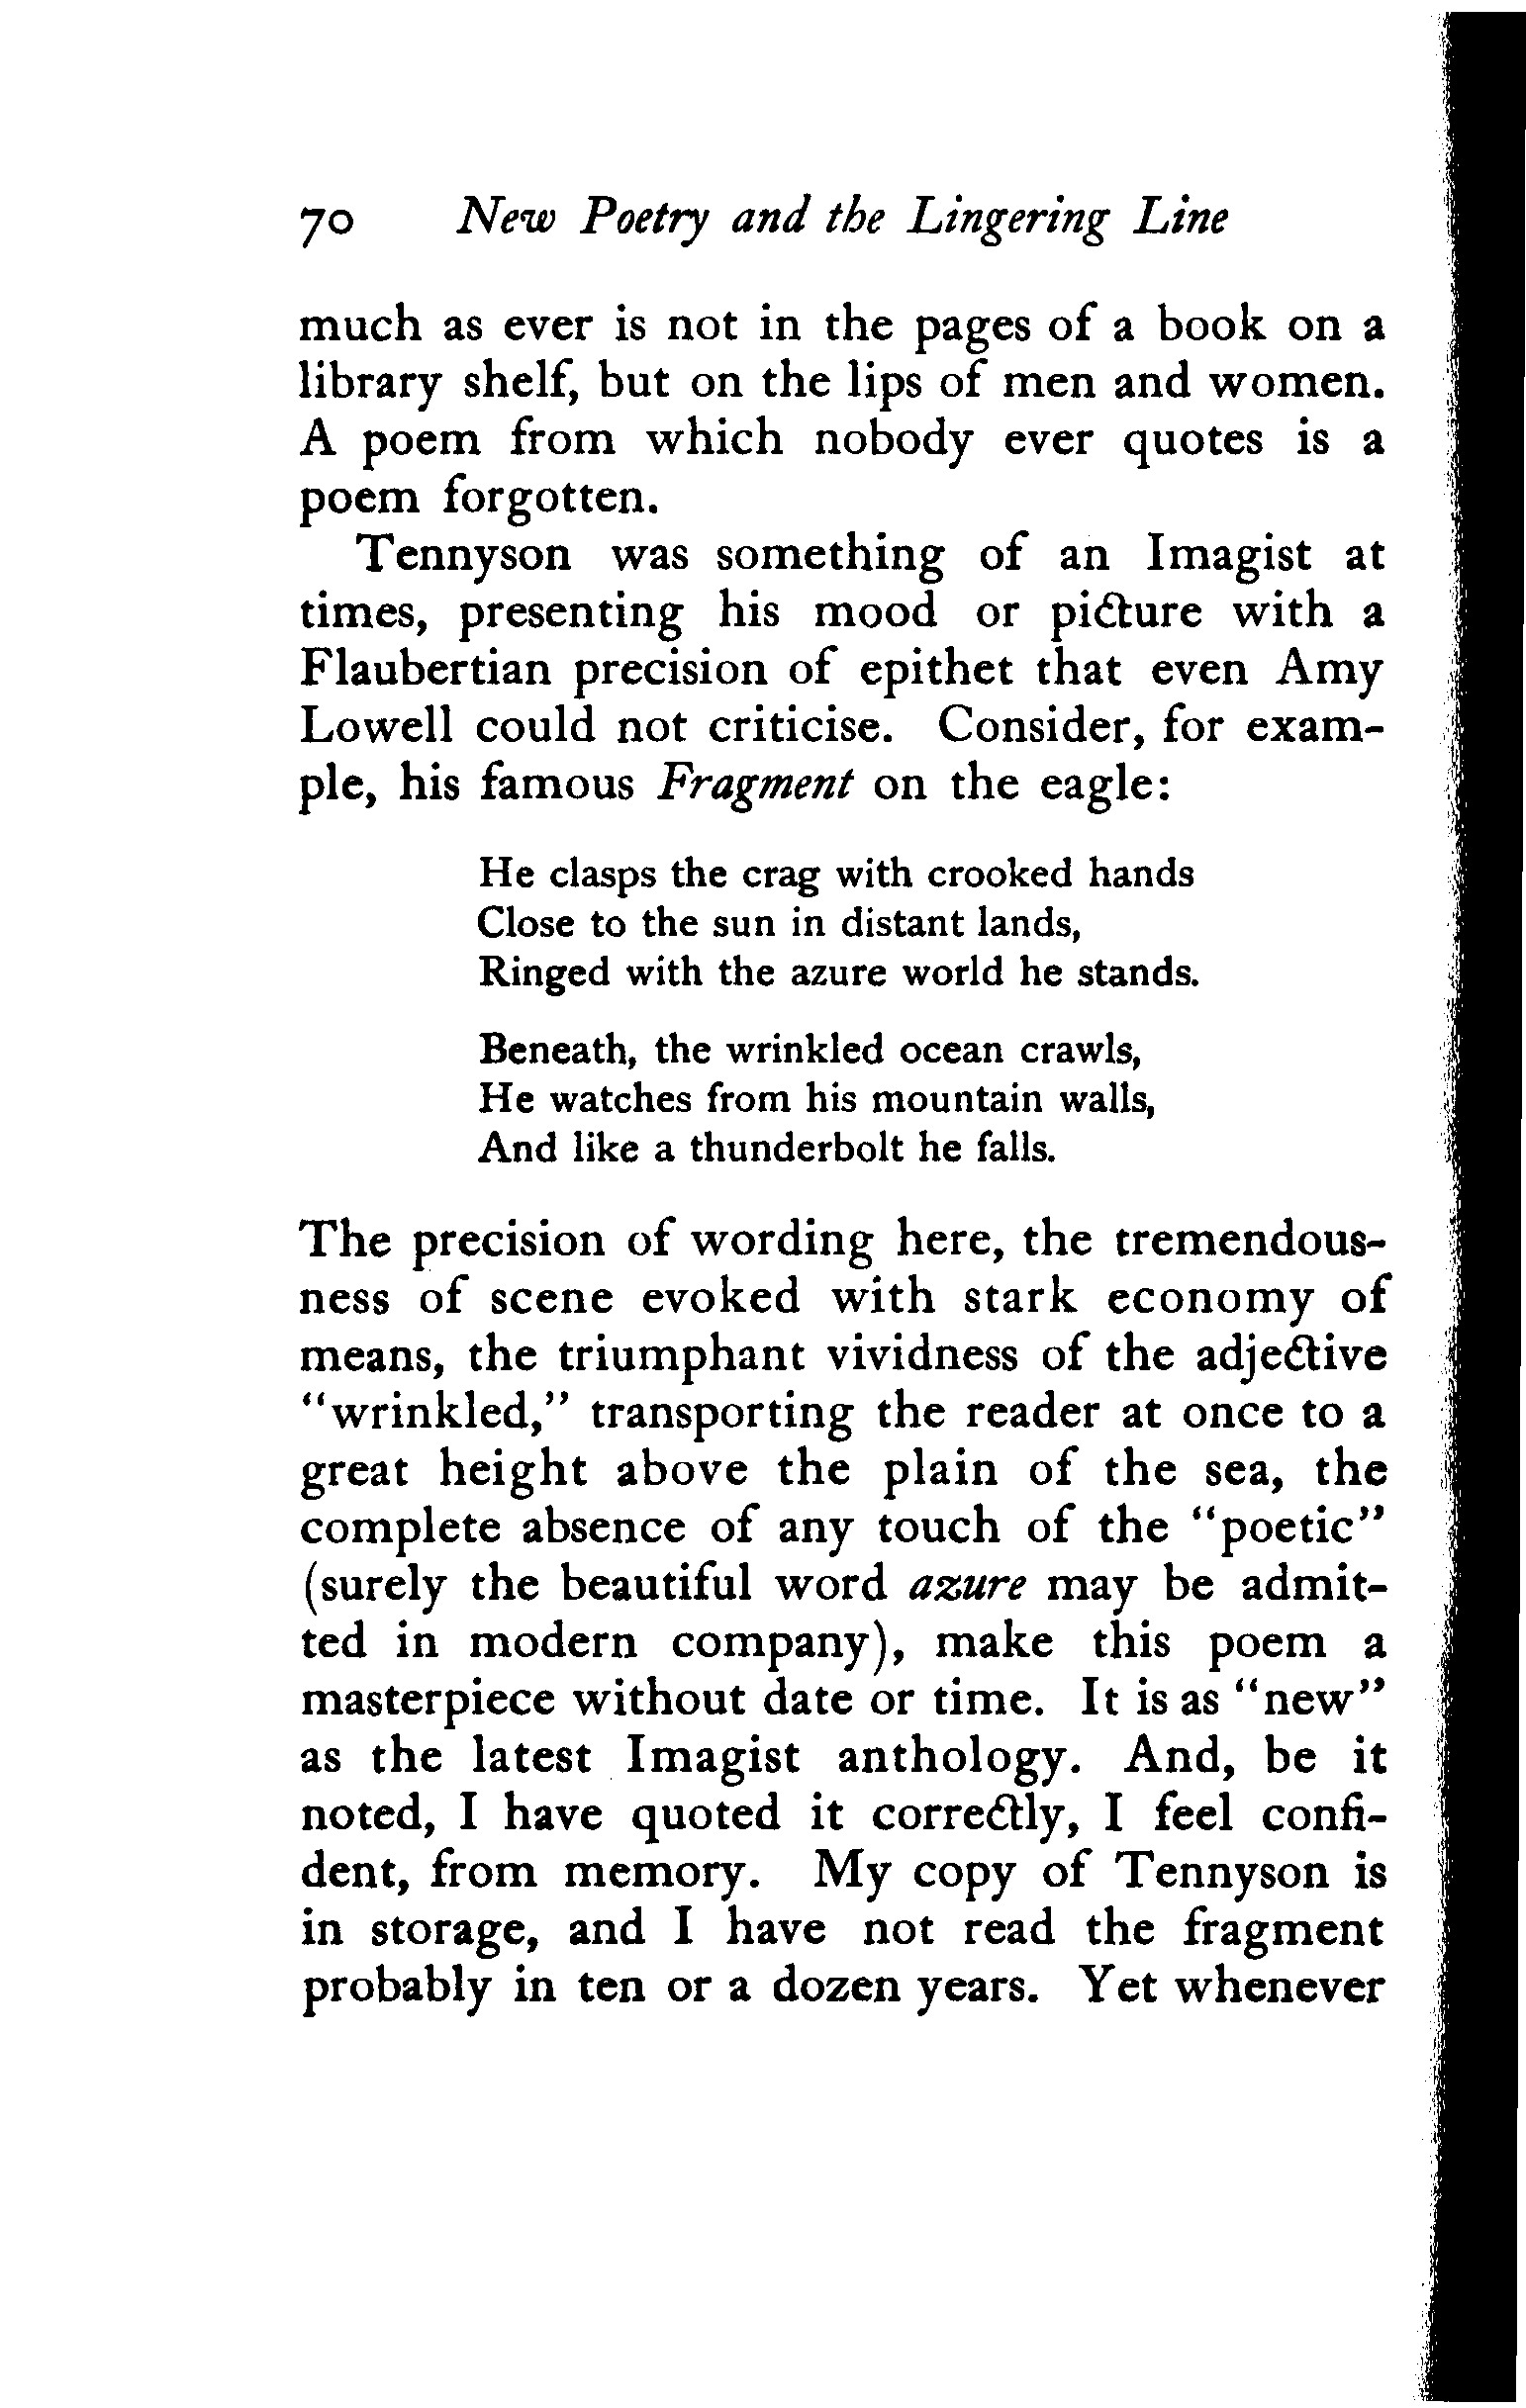 70 New Poetry and the Lingering Line
much as ever is not in the pages of a book on a
library shelf, but on the lips of men and women.
A poem from which nobody ever quotes is a
poem forgotten.
Tennyson was something of an Imagist at
times, presenting his mood or picture with a
Flaubertian precision of epithet that even Amy
Lowell could not criticise. Consider, for exam-
ple, his famous Fragment on the eagle:
He clasps the crag with crooked hands
Close to the sun in distant lands,
Ringed with the azure world he stands.
Beneath, the wrinkled ocean crawls,
He watches from his mountain walls,
And like a thunderbolt he falls.
The precision of wording here, the tremendous-
ness of scene evoked with stark economy of
means, the triumphant vividness of the adjective
"wrinkled," transporting the reader at once to a
great height above the plain of the sea, the
complete absence of any touch of the "poetic"
(surely the beautiful word azure may be admit-
ted in modern company), make this poem a
masterpiece without date or time. It is as "new"
as the latest Imagist anthology. And, be it
noted, I have quoted it correctly, I feel confi-
dent, from memory. My copy of Tennyson is
in storage, and I have not read the fragment
probably in ten or a dozen years. Yet whenever